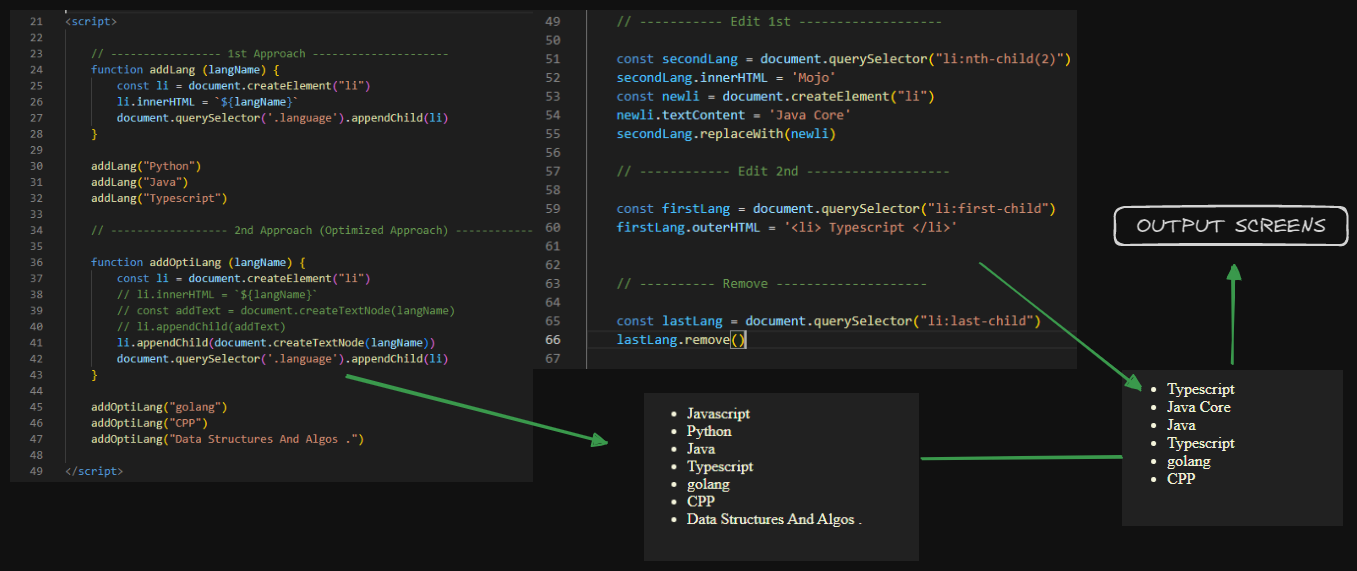 21 <script>
22
23 // ----------------- 1st Approach ---------------------
24 function addLang (langName) {
25 const li = document.createElement("li")
26 li.innerHTML = `${langName}`
27 document.querySelector('.language').appendChild(li)
28 }
29
30 addLang("Python")
31 addLang("Java")
32 addLang("Typescript")
33
34 // ------------------ 2nd Approach (Optimized Approach) ------------
35
36 function addOptiLang (langName) {
37 const li = document.createElement("li")
38 // li.innerHTML = `${langName}`
39 // const addText = document.createTextNode(langName)
40 // li.appendChild(addText)
41 li.appendChild(document.createTextNode(langName))
42 document.querySelector('.language').appendChild(li)
43 }
44
45 addOptiLang("golang")
46 addOptiLang("CPP")
47 addOptiLang("Data Structures And Algos .")
48
49 </script>
49 // ----------- Edit 1st -------------------
50
51 const secondLang = document.querySelector("li:nth-child(2)")
52 secondLang.innerHTML = 'Mojo'
53 const newli = document.createElement("li")
54 newli.textContent = 'Java Core'
55 secondLang.replaceWith(newli)
56
57 // ------------ Edit 2nd -------------------
58
59 const firstLang = document.querySelector("li:first-child")
60 firstLang.outerHTML = '<li> Typescript </li>'
61
62
63 // ---------- Remove --------------------
64
65 const lastLang = document.querySelector("li:last-child")
66 lastLang.remove()
67
OUTPUT SCREENS
• Javascript
• Python
• Java
• Typescript
• golang
• CPP
• Data Structures And Algos .
• Typescript
• Java Core
• Java
• Typescript
• golang
• CPP